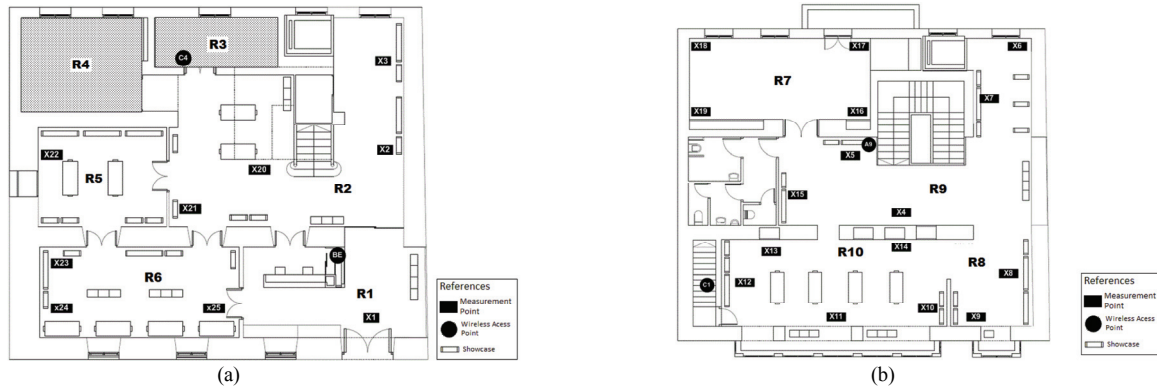 R4
R3
C4
X3
X22
R5
X20
X2
R2
X21
X23
R6
BE
x24
x25
R1
X1
References
Measurement
Point
Wireless Acess
Point
Showcase
(a)
X18
X17
X6
R7
X7
X19
X16
X5
A9
X15
R9
X4
X13
R10
X14
R8
C1
X12
X8
X10
X11
X9
References
Measurement
Point
Wireless Acess
Point
Showcase
(b)